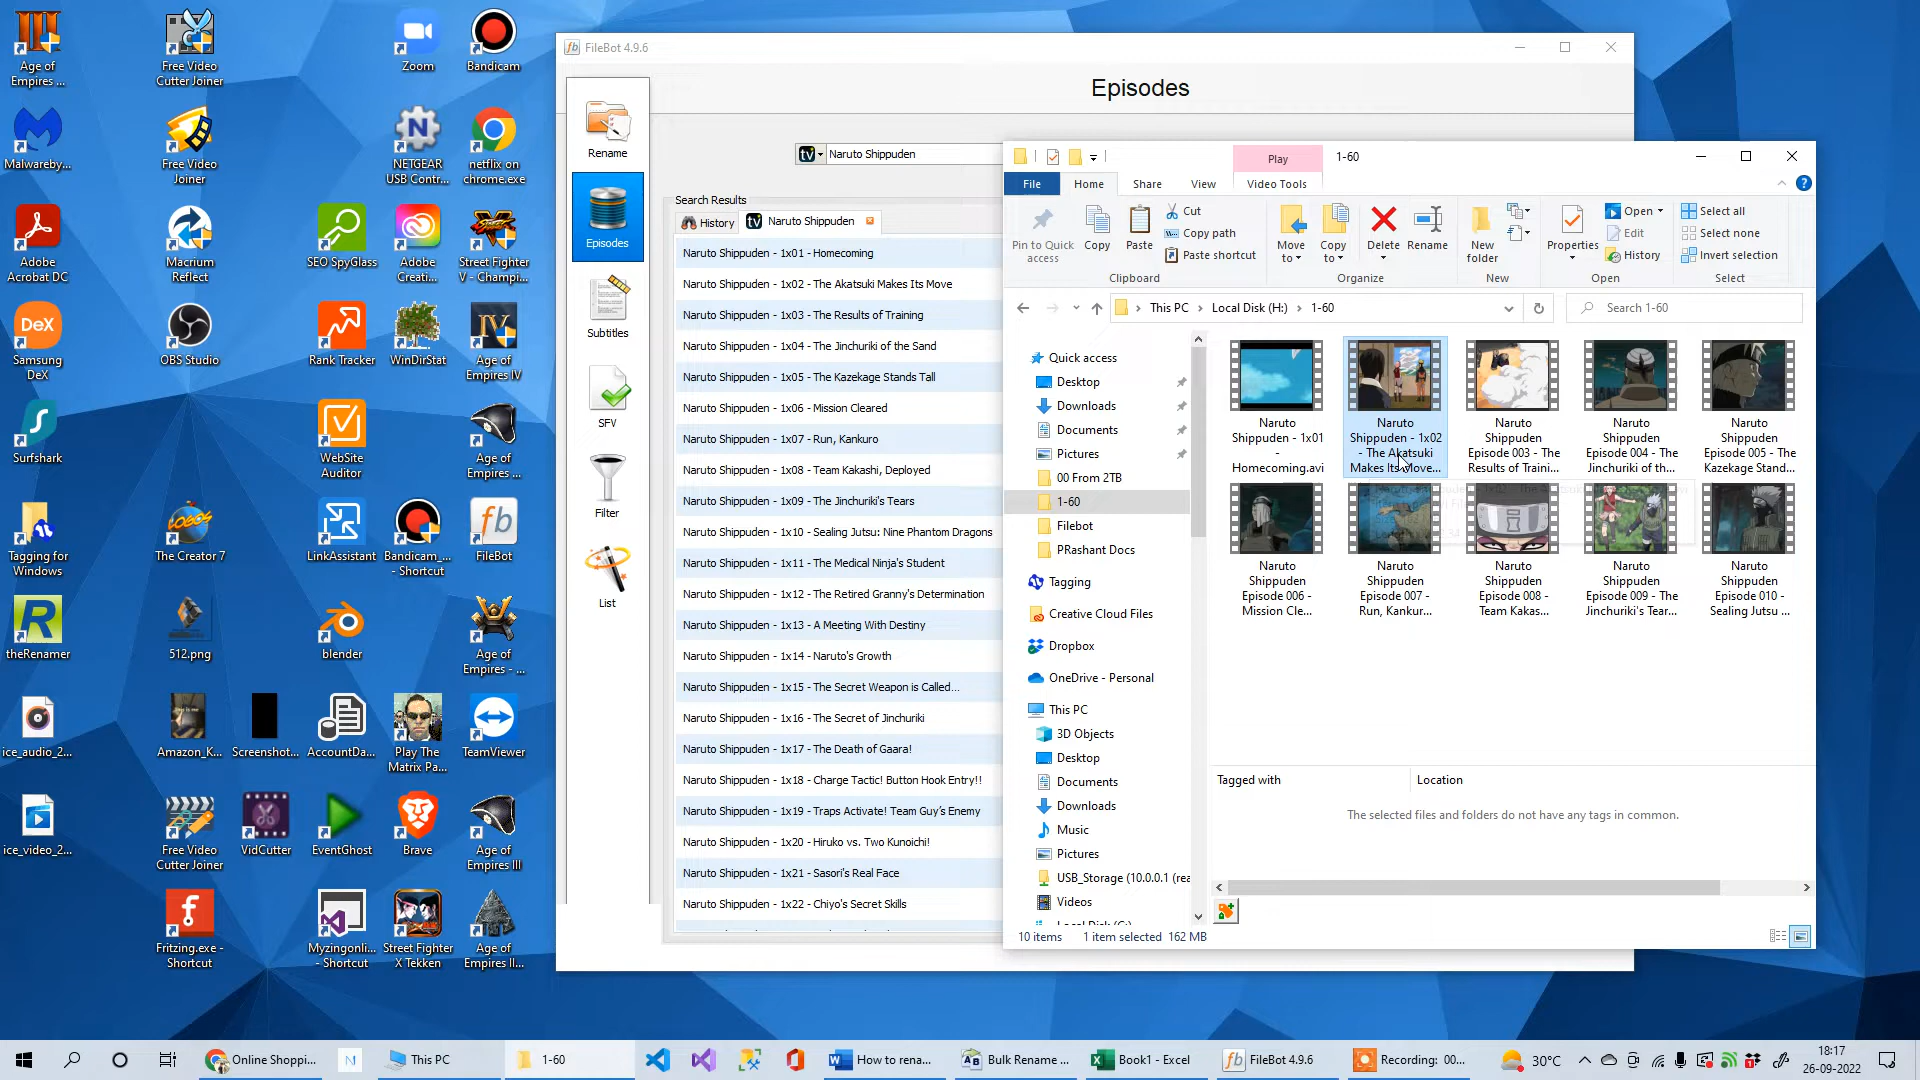 Age of
Empires ...
Free Video
Cutter Joiner
Zoom
Bandicam
Malwareby...
Free Video
Joiner
NETGEAR
USB Contr...
netflix on
chrome.exe
Adobe
Acrobat DC
Macrium
Reflect
SEO SpyGlass
Adobe
Creati...
Street Fighter
V - Champi...
DeX
Samsung
DeX
OBS Studio
Rank Tracker
WinDirStat
Age of
Empires IV
Surfshark
WebSite
Auditor
Age of
Empires ...
Tagging for
Windows
LOGOS
The Creator 7
LinkAssistant
Bandicam_...
- Shortcut
FileBot
theRenamer
512.png
blender
Age of
Empires - ...
ice_audio_2...
Amazon_K...
Screenshot...
AccountDa...
Play The
Matrix Pa...
TeamViewer
ice_video_2...
Free Video
Cutter Joiner
VidCutter
EventGhost
Brave
Age of
Empires III
Fritzing.exe -
Shortcut
Myzingonli...
- Shortcut
Street Fighter
X Tekken
Age of
Empires II...
FileBot 4.9.6
Episodes
Rename
Episodes
Subtitles
SFV
Filter
List
Naruto Shippuden
Search Results
History
Naruto Shippuden
Naruto Shippuden - 1x01 - Homecoming
Naruto Shippuden - 1x02 - The Akatsuki Makes Its Move
Naruto Shippuden - 1x03 - The Results of Training
Naruto Shippuden - 1x04 - The Jinchuriki of the Sand
Naruto Shippuden - 1x05 - The Kazekage Stands Tall
Naruto Shippuden - 1x06 - Mission Cleared
Naruto Shippuden - 1x07 - Run, Kankuro
Naruto Shippuden - 1x08 - Team Kakashi, Deployed
Naruto Shippuden - 1x09 - The Jinchuriki's Tears
Naruto Shippuden - 1x10 - Sealing Jutsu: Nine Phantom Dragons
Naruto Shippuden - 1x11 - The Medical Ninja's Student
Naruto Shippuden - 1x12 - The Retired Granny's Determination
Naruto Shippuden - 1x13 - A Meeting With Destiny
Naruto Shippuden - 1x14 - Naruto's Growth
Naruto Shippuden - 1x15 - The Secret Weapon is Called...
Naruto Shippuden - 1x16 - The Secret of Jinchuriki
Naruto Shippuden - 1x17 - The Death of Gaara!
Naruto Shippuden - 1x18 - Charge Tactic! Button Hook Entry!!
Naruto Shippuden - 1x19 - Traps Activate! Team Guy's Enemy
Naruto Shippuden - 1x20 - Hiruko vs. Two Kunoichi!
Naruto Shippuden - 1x21 - Sasori's Real Face
Naruto Shippuden - 1x22 - Chiyo's Secret Skills
Play
1-60
File
Home
Share
View
Video Tools
Pin to Quick
access
Copy
Paste
Cut
Copy path
Paste shortcut
Clipboard
Move
to
Copy
to
Delete
Rename
Organize
New
folder
New
Properties
Open
Edit
History
Open
Select all
Select none
Invert selection
Select
This PC
Local Disk (H:)
1-60
Search 1-60
Quick access
Desktop
Downloads
Documents
Pictures
00 From 2TB
1-60
Filebot
PRashant Docs
Tagging
Creative Cloud Files
Dropbox
OneDrive - Personal
This PC
3D Objects
Desktop
Documents
Downloads
Music
Pictures
USB_Storage (10.0.0.1 (rea
Videos
Naruto
Shippuden - 1x01
-
Homecoming.avi
Naruto
Shippuden - 1x02
- The Akatsuki
Makes Its Move...
Naruto
Shippuden
Episode 003 - The
Results of Traini...
Naruto
Shippuden
Episode 004 - The
Jinchuriki of th...
Naruto
Shippuden
Episode 005 - The
Kazekage Stand...
Naruto
Shippuden
Episode 006 -
Mission Cle...
Naruto
Shippuden
Episode 007 -
Run, Kankur...
Naruto
Shippuden
Episode 008 -
Team Kakas...
Naruto
Shippuden
Episode 009 - The
Jinchuriki's Tear...
Naruto
Shippuden
Episode 010 -
Sealing Jutsu ...
Tagged with
Location
The selected files and folders do not have any tags in common.
10 items
1 item selected 162 MB
Online Shoppi...
This PC
1-60
How to rena...
Bulk Rename ...
Book1 - Excel
FileBot 4.9.6
Recording: 00...
30°C
18:17
26-09-2022